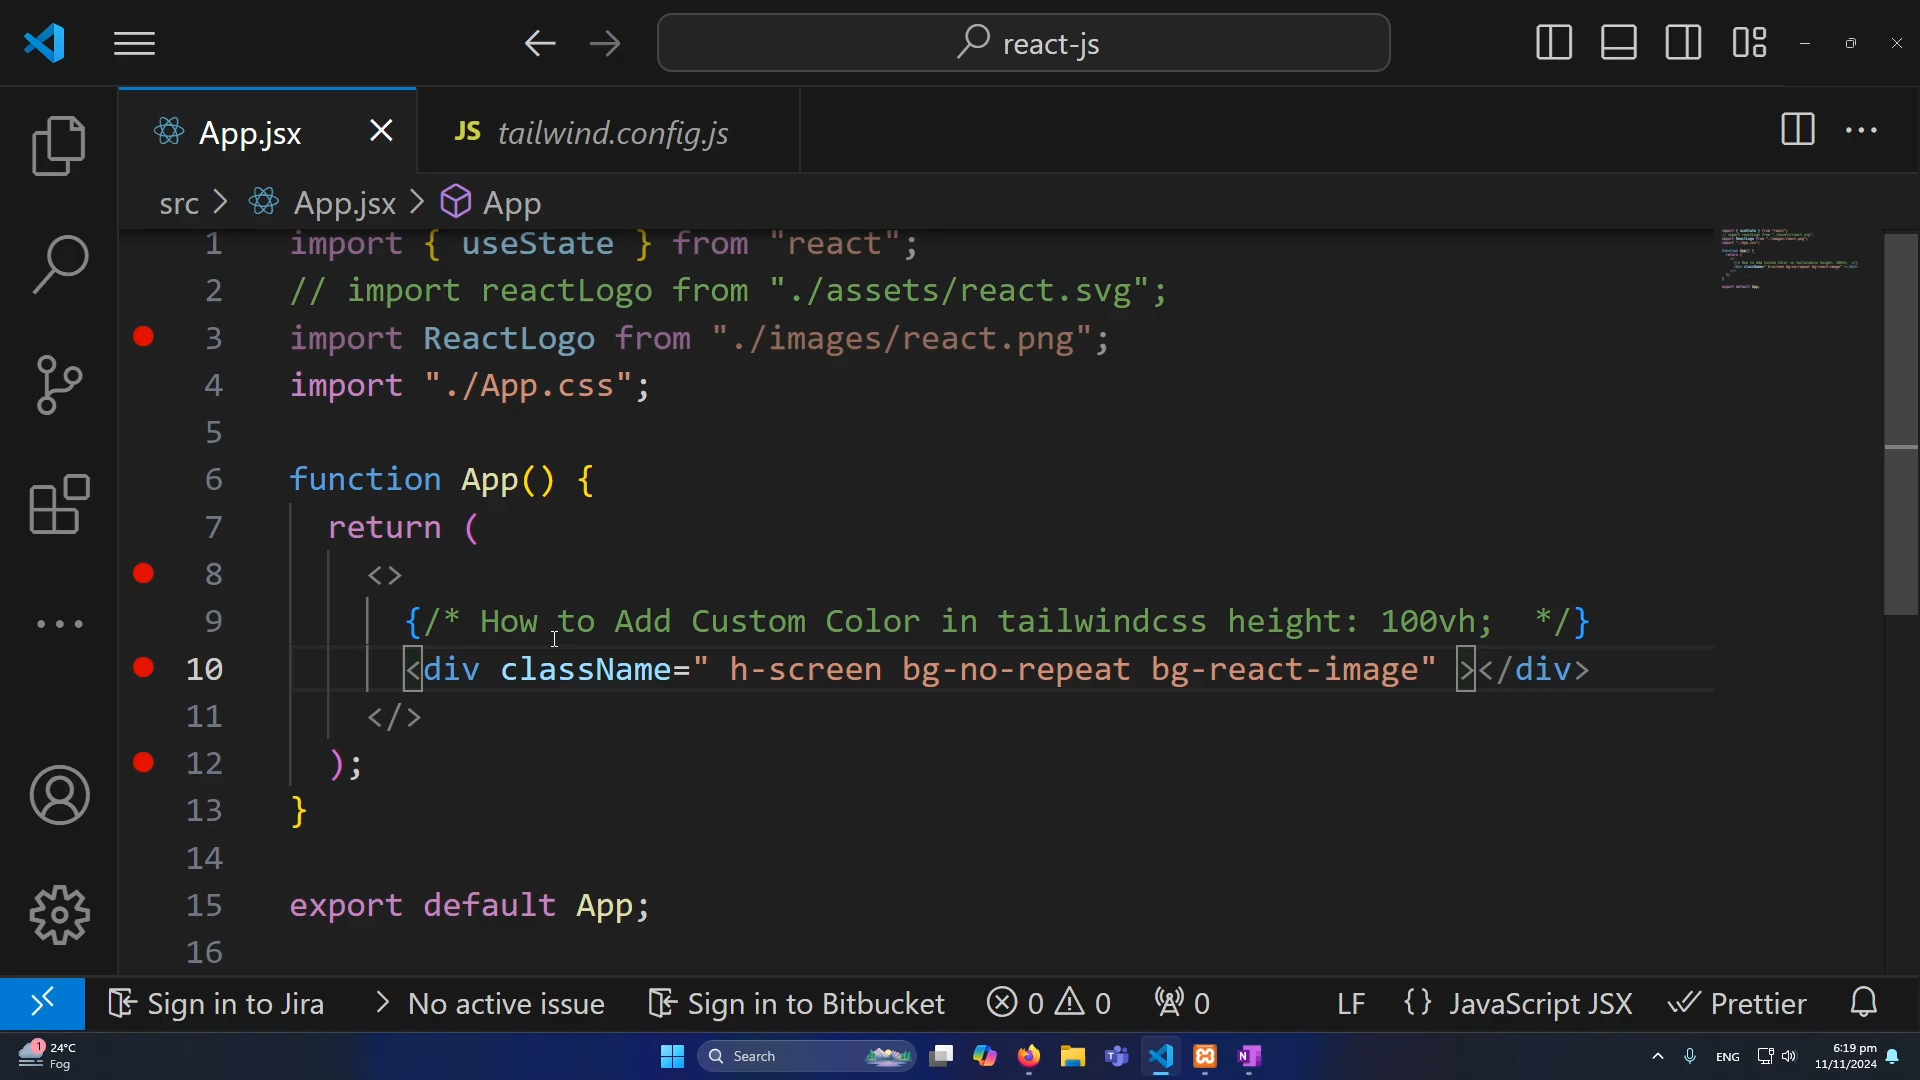 react-js
App.jsx
JS tailwind.config.js
src > App.jsx > App
1 import { useState } from "react";
2 // import reactLogo from "./assets/react.svg";
3 import ReactLogo from "./images/react.png";
4 import "./App.css";
5
6 function App() {
7 return (
8 <>
9 {/* How to Add Custom Color in tailwindcss height: 100vh;  */}
10 <div className=" h-screen bg-no-repeat bg-react-image" ></div>
11 </>
12 );
13 }
14
15 export default App;
16
Sign in to Jira > No active issue Sign in to Bitbucket 0 0 0 LF {} JavaScript JSX Prettier
1 24°C
Fog
Search
ENG
6:19 pm
11/11/2024